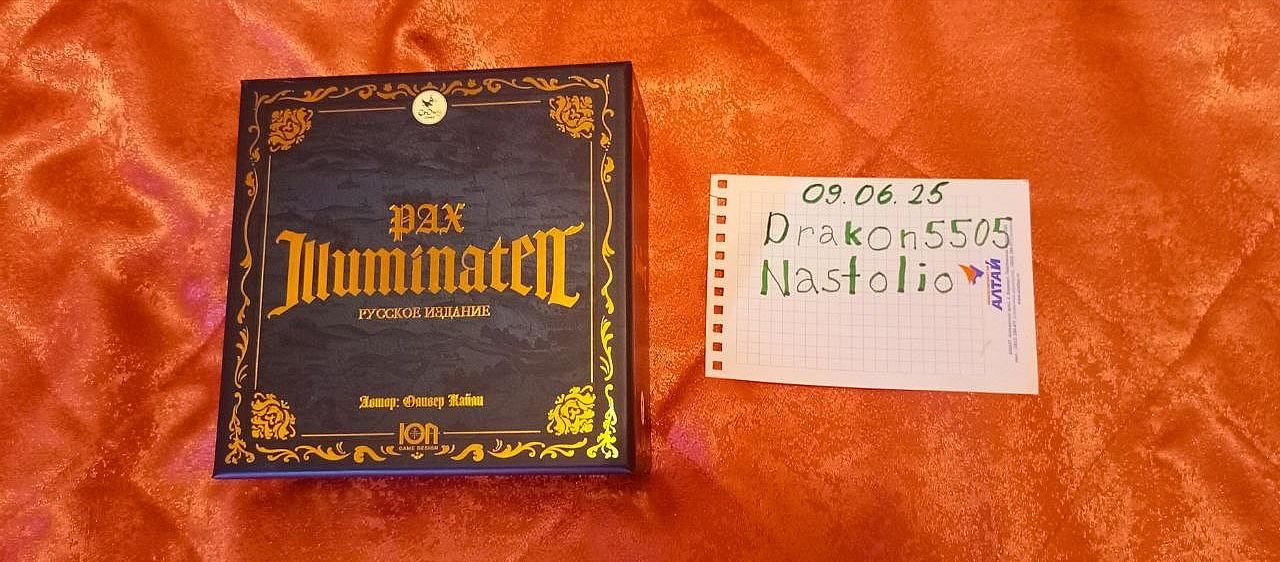 PAX
Illuminaten
РУССКОЕ ИЗДАНИЕ
Автор: Оливер Кайли
ION
GAME DESIGN
09.06.25
Drakon5505
Nastolio
АЛТАЙ